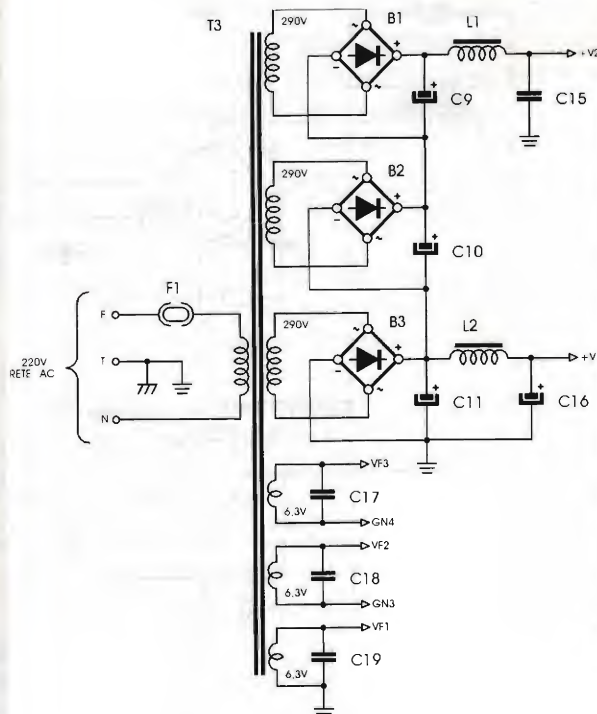 T3
290V
~
B1
+
-
~
L1
+V2
+
C9
C15
290V
~
B2
+
-
~
+
C10
F1
F
220V
RETE AC
T
N
290V
~
B3
+
-
~
L2
+V
+
C11
+
C16
VF3
C17
6,3V
GN4
VF2
C18
6,3V
GN3
VF1
C19
6,3V